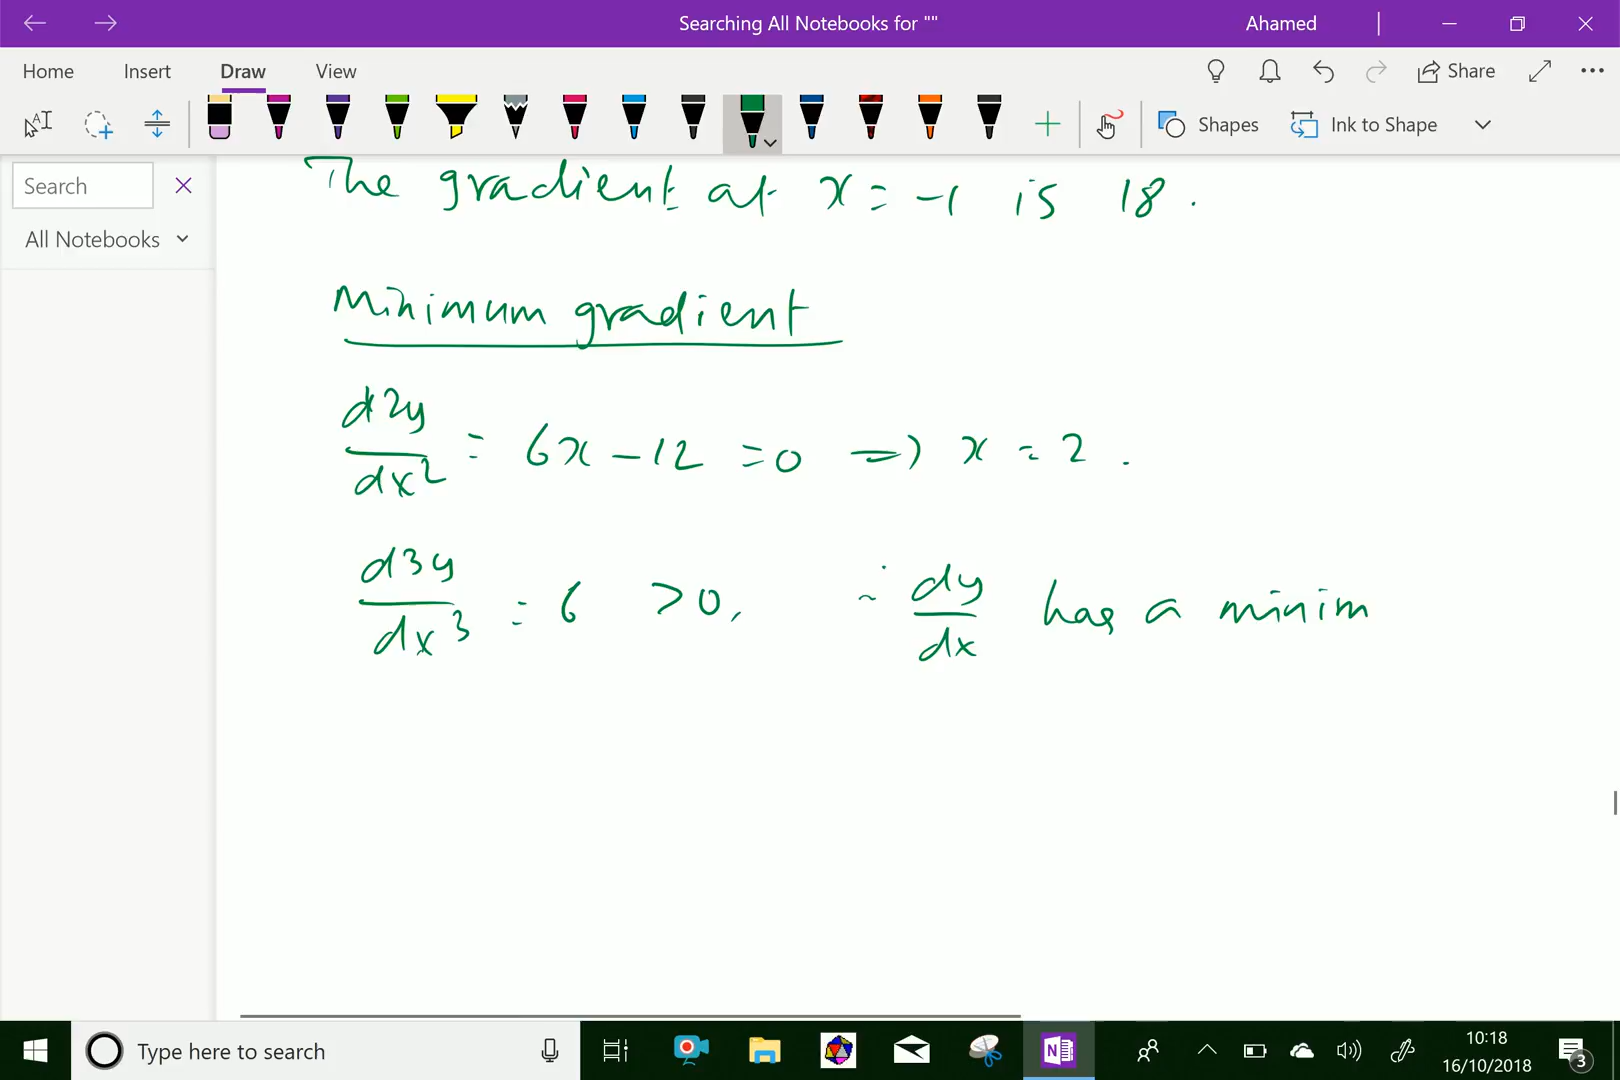 Searching All Notebooks for ""
Ahamed
Home Insert Draw View
Share
Shapes
Ink to Shape
Search
All Notebooks
The gradient at x = -1 is 18.
Minimum gradient
d2y/dx2 = 6x - 12 = 0 => x = 2.
d3y/dx3 = 6 > 0, ∴ dy/dx has a minim
Type here to search
10:18
16/10/2018
3